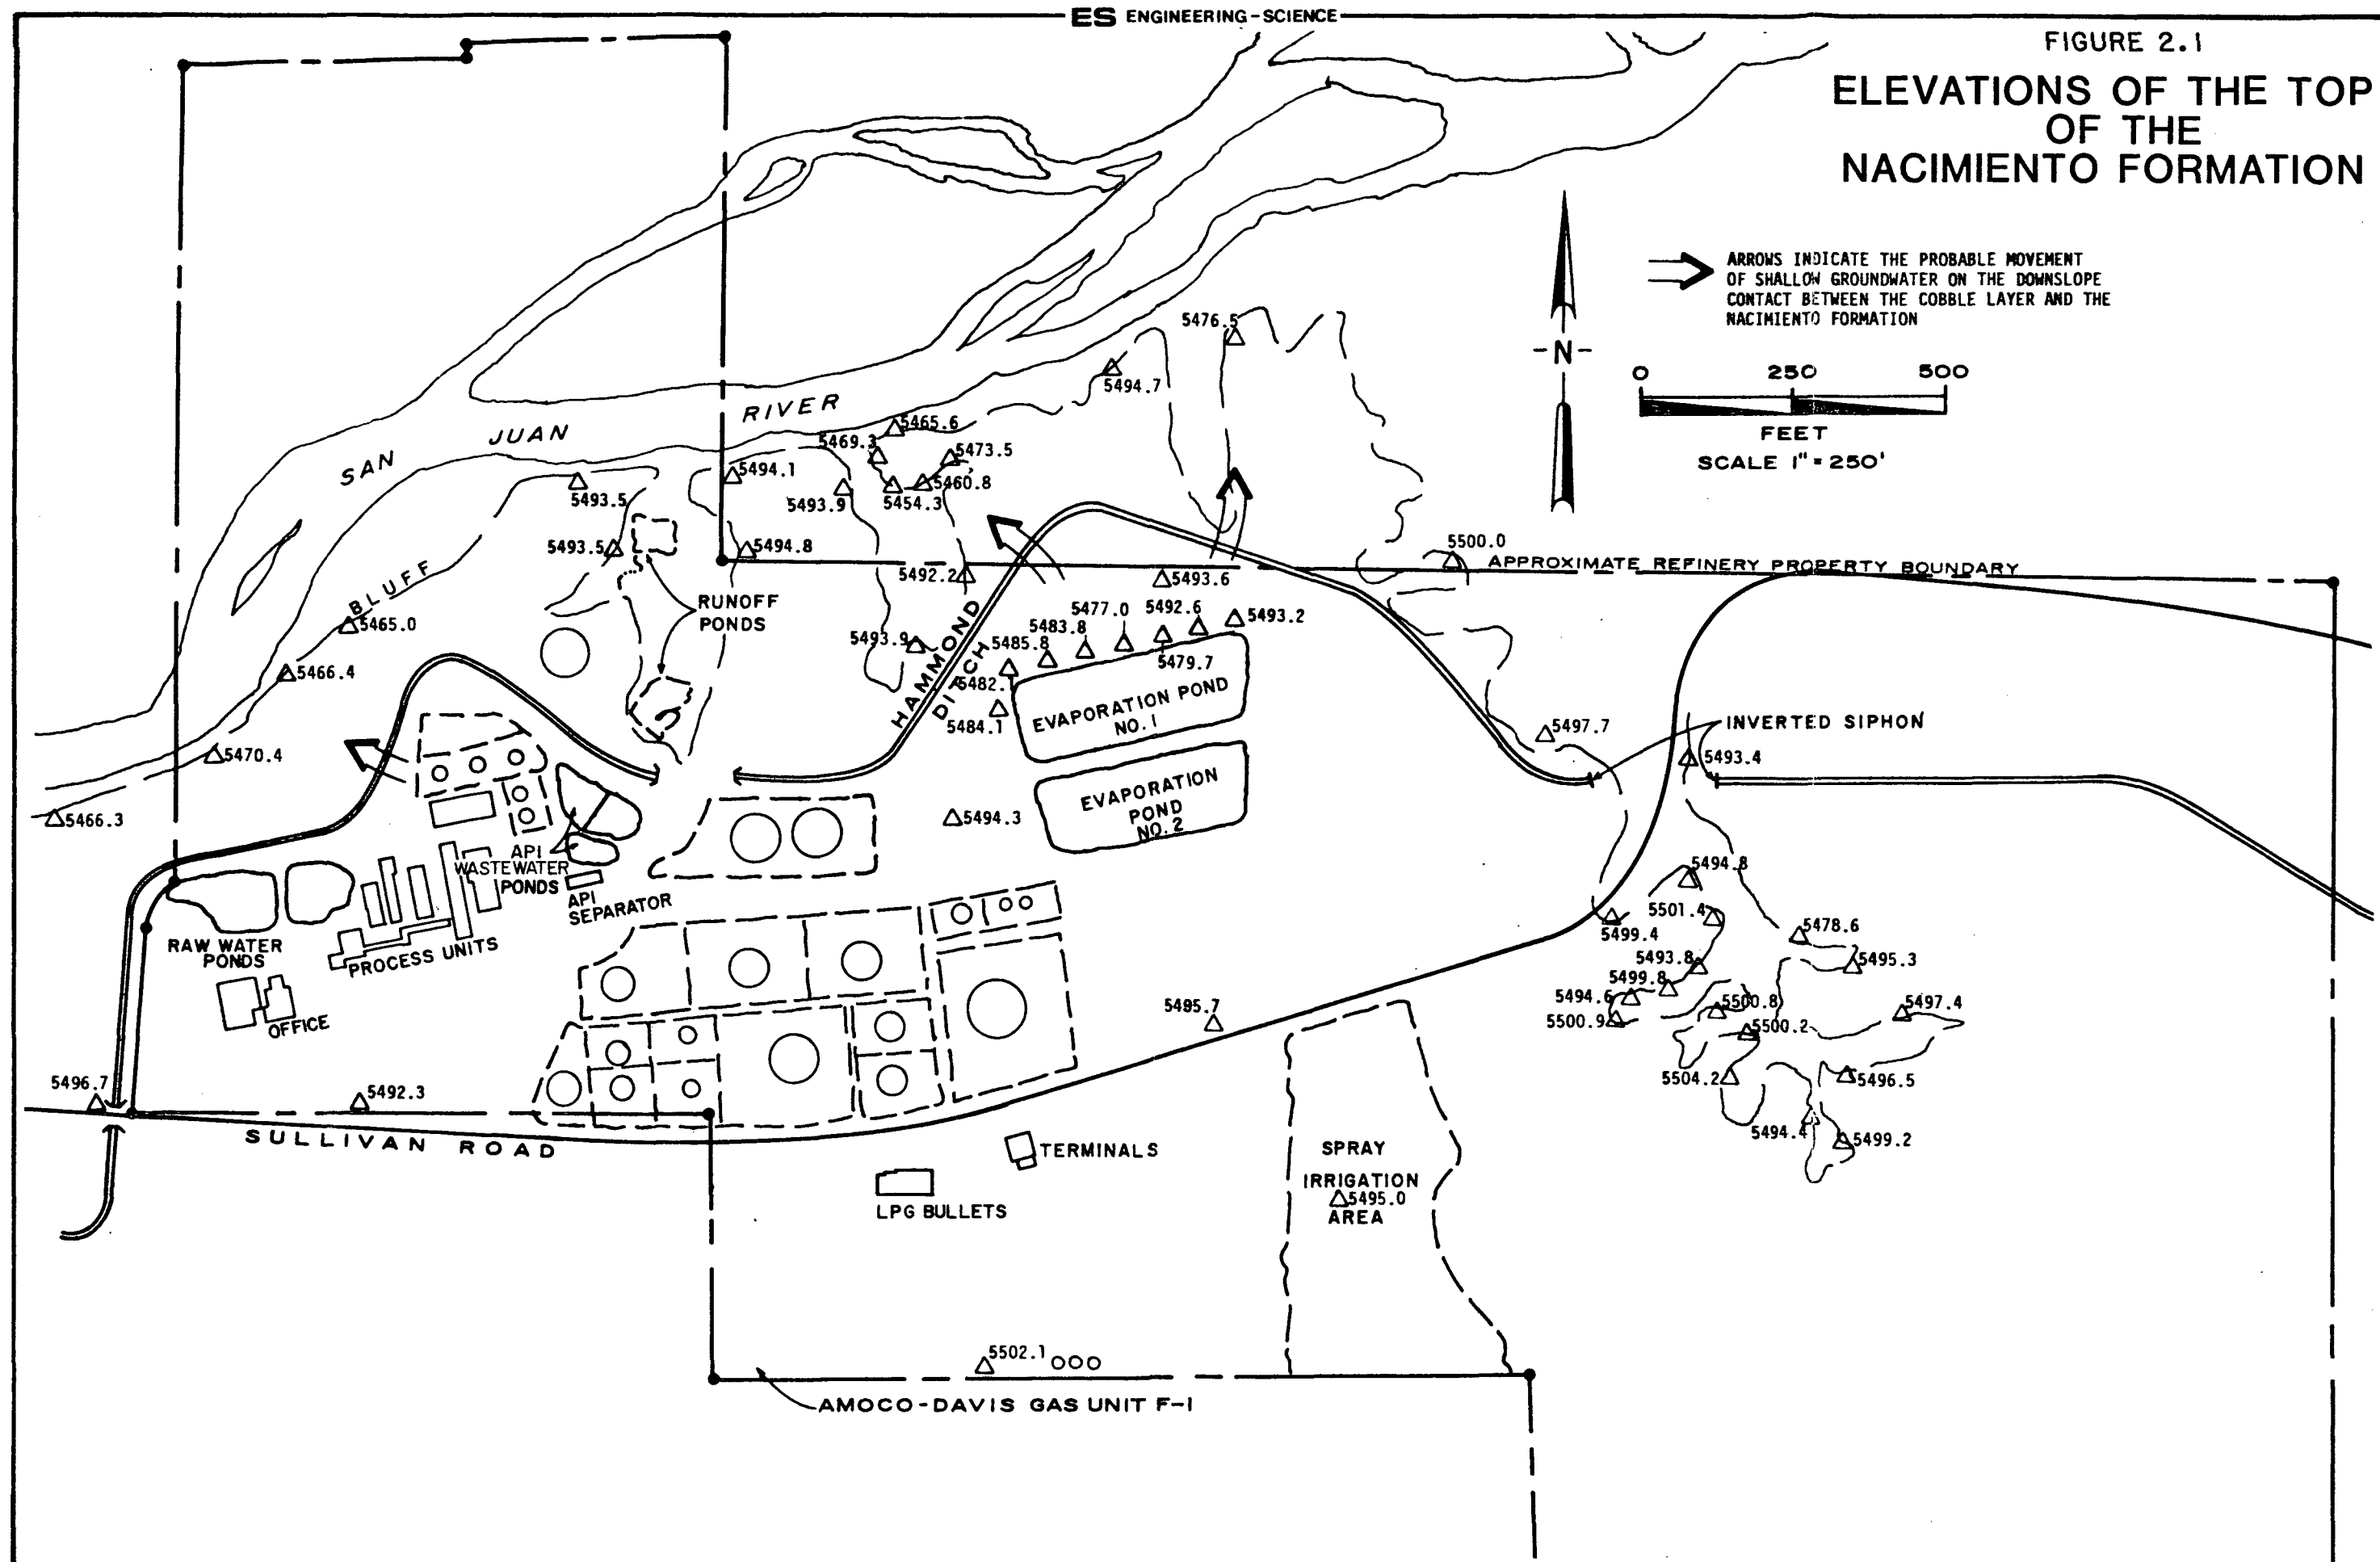 ES ENGINEERING-SCIENCE
FIGURE 2.1
ELEVATIONS OF THE TOP
OF THE
NACIMIENTO FORMATION
ARROWS INDICATE THE PROBABLE MOVEMENT
OF SHALLOW GROUNDWATER ON THE DOWNSLOPE
CONTACT BETWEEN THE COBBLE LAYER AND THE
NACIMIENTO FORMATION
-N-
0 250 500
FEET
SCALE 1"=250'
SAN JUAN RIVER
5476.5
5494.7
5465.6
5469.3
5473.5
5494.1
5460.8
5493.9
5454.3
5493.5
5493.5
5494.8
5500.0
APPROXIMATE REFINERY PROPERTY BOUNDARY
5492.2
5493.6
BLUFF
RUNOFF
PONDS
HAMMOND
DITCH
5477.0
5492.6
5493.2
5465.0
5483.8
5493.9
5485.8
5479.7
5466.4
5482.1
EVAPORATION POND
NO. 1
5484.1
5497.7
INVERTED SIPHON
5470.4
5493.4
EVAPORATION
POND
NO. 2
5466.3
5494.3
API
WASTEWATER
PONDS
API
SEPARATOR
5494.8
RAW WATER
PONDS
PROCESS UNITS
OFFICE
5501.4
5499.4
5478.6
5493.8
5495.3
5499.8
5494.6
5500.8
5497.4
5500.9
5500.2
5495.7
5504.2
5496.5
5496.7
5492.3
5494.4
5499.2
SULLIVAN ROAD
TERMINALS
LPG BULLETS
SPRAY
IRRIGATION
5495.0
AREA
5502.1
AMOCO-DAVIS GAS UNIT F-1